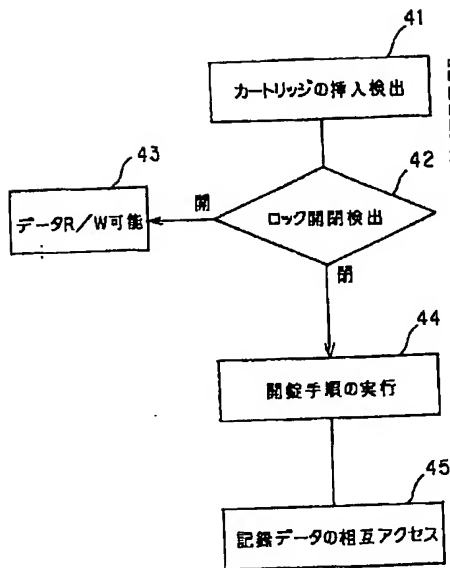 41
カートリッジの挿入検出
42
43
ロック開閉検出
開
データR/W可能
閉
44
開錠手順の実行
45
記録データの相互アクセス